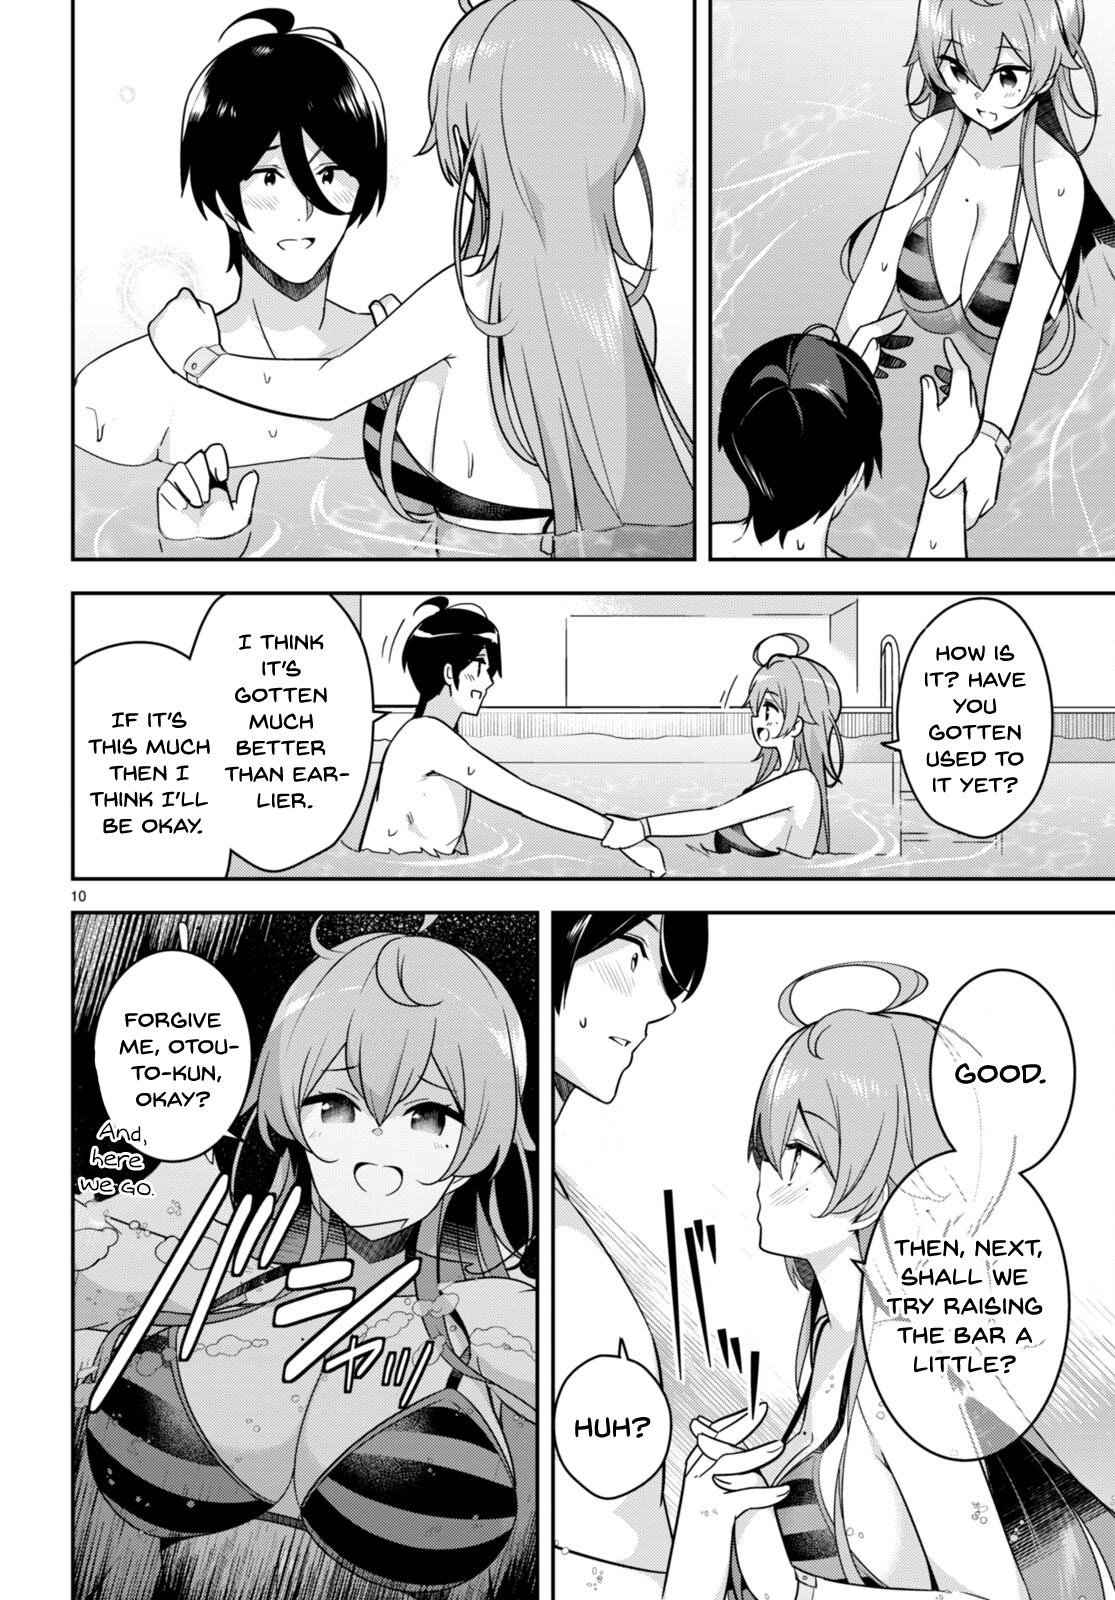 HOW IS
IT? HAVE
YOU
GOTTEN
USED TO
IT YET?
I THINK
IT'S
GOTTEN
MUCH
BETTER
THAN EAR-
LIER.
IF IT'S
THIS MUCH
THEN I
THINK I'LL
BE OKAY.
10
GOOD.
THEN, NEXT,
SHALL WE
TRY RAISING
THE BAR A
LITTLE?
HUH?
FORGIVE
ME, OTOU-
TO-KUN,
OKAY?
And,
here
we go.